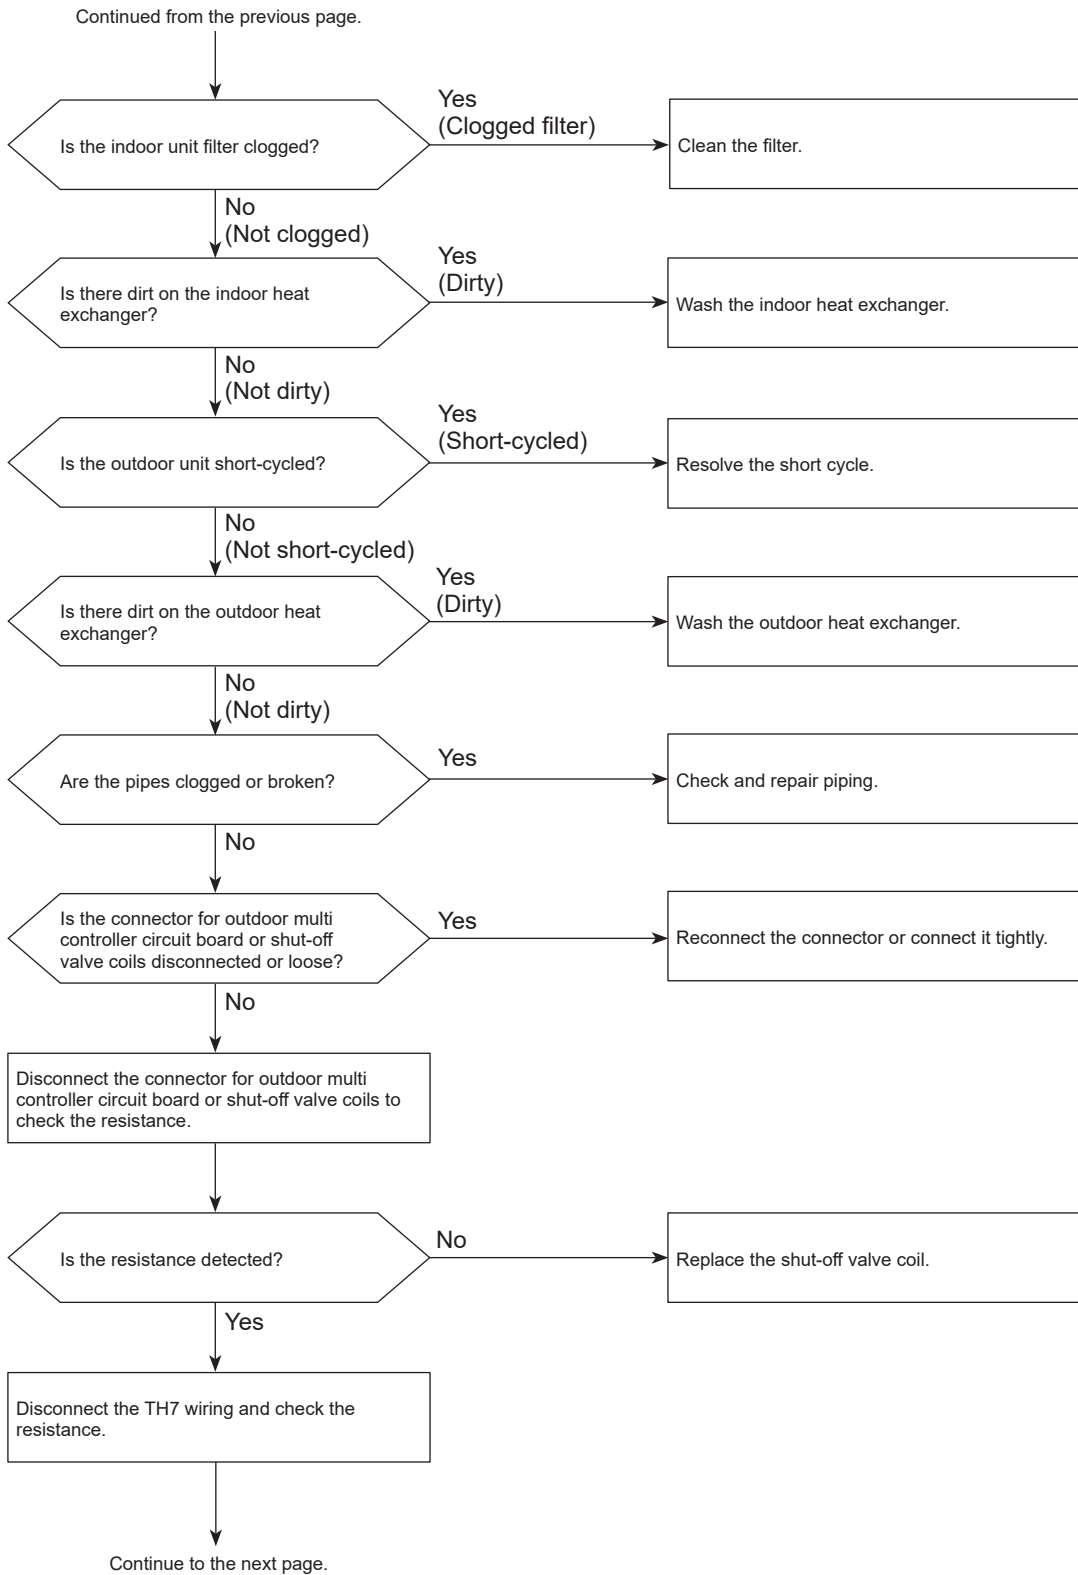 Continued from the previous page.
Is the indoor unit filter clogged?
Yes
(Clogged filter)
Clean the filter.
No
(Not clogged)
Is there dirt on the indoor heat
exchanger?
Yes
(Dirty)
Wash the indoor heat exchanger.
No
(Not dirty)
Is the outdoor unit short-cycled?
Yes
(Short-cycled)
Resolve the short cycle.
No
(Not short-cycled)
Is there dirt on the outdoor heat
exchanger?
Yes
(Dirty)
Wash the outdoor heat exchanger.
No
(Not dirty)
Are the pipes clogged or broken?
Yes
Check and repair piping.
No
Is the connector for outdoor multi
controller circuit board or shut-off
valve coils disconnected or loose?
Yes
Reconnect the connector or connect it tightly.
No
Disconnect the connector for outdoor multi
controller circuit board or shut-off valve coils to
check the resistance.
Is the resistance detected?
No
Replace the shut-off valve coil.
Yes
Disconnect the TH7 wiring and check the
resistance.
Continue to the next page.